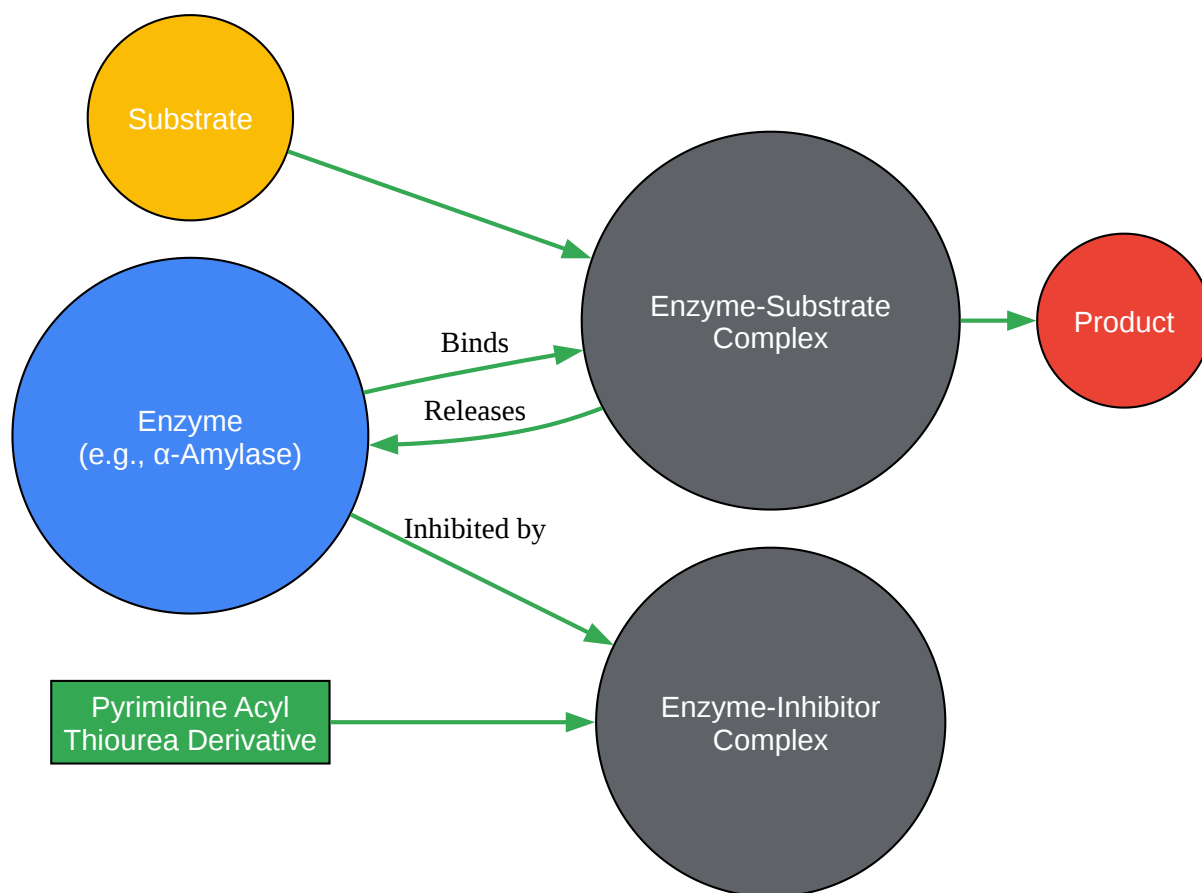 Substrate
Enzyme-Substrate
Complex
Product
Binds
Releases
Enzyme
(e.g., α-Amylase)
Inhibited by
Pyrimidine Acyl
Thiourea Derivative
Enzyme-Inhibitor
Complex